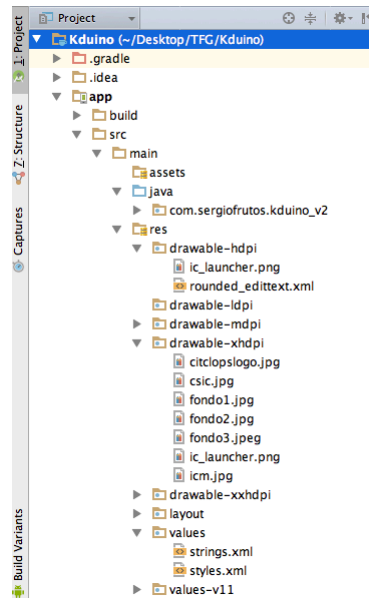 Project
Kduino (~/Desktop/TFG/Kduino)
.gradle
.idea
app
build
src
main
assets
java
com.sergiofrutos.kduino_v2
res
drawable-hdpi
ic_launcher.png
rounded_edittext.xml
drawable-ldpi
drawable-mdpi
drawable-xhdpi
citclopslogo.jpg
csic.jpg
fondo1.jpg
fondo2.jpg
fondo3.jpeg
ic_launcher.png
icm.jpg
drawable-xxhdpi
layout
values
strings.xml
styles.xml
values-v11
1: Project
Z: Structure
Captures
Build Variants